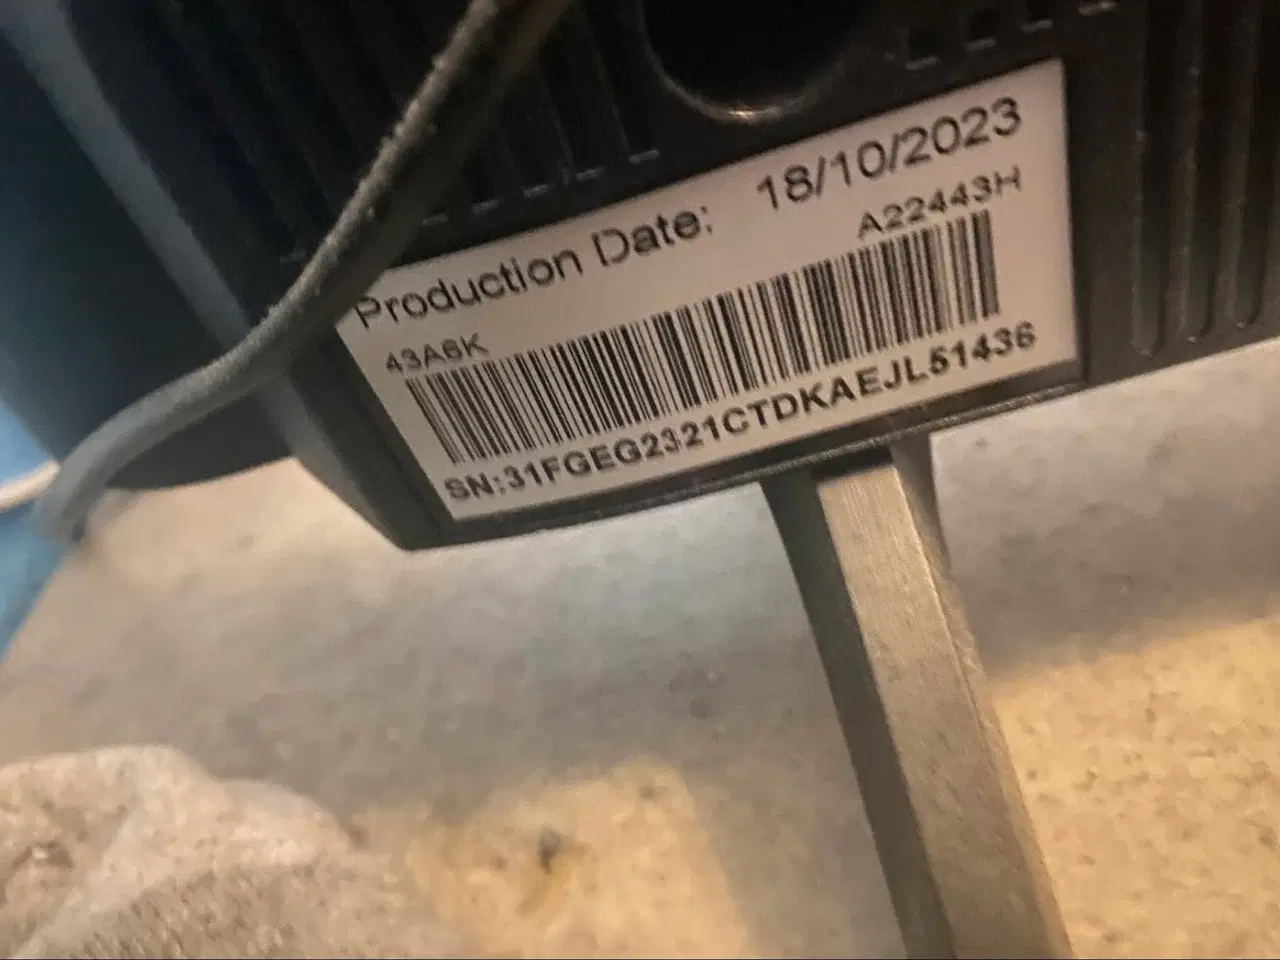 Production Date: 18/10/2023
43A6K A22443H
SN:31FGEG2321CTDKAEJL51436